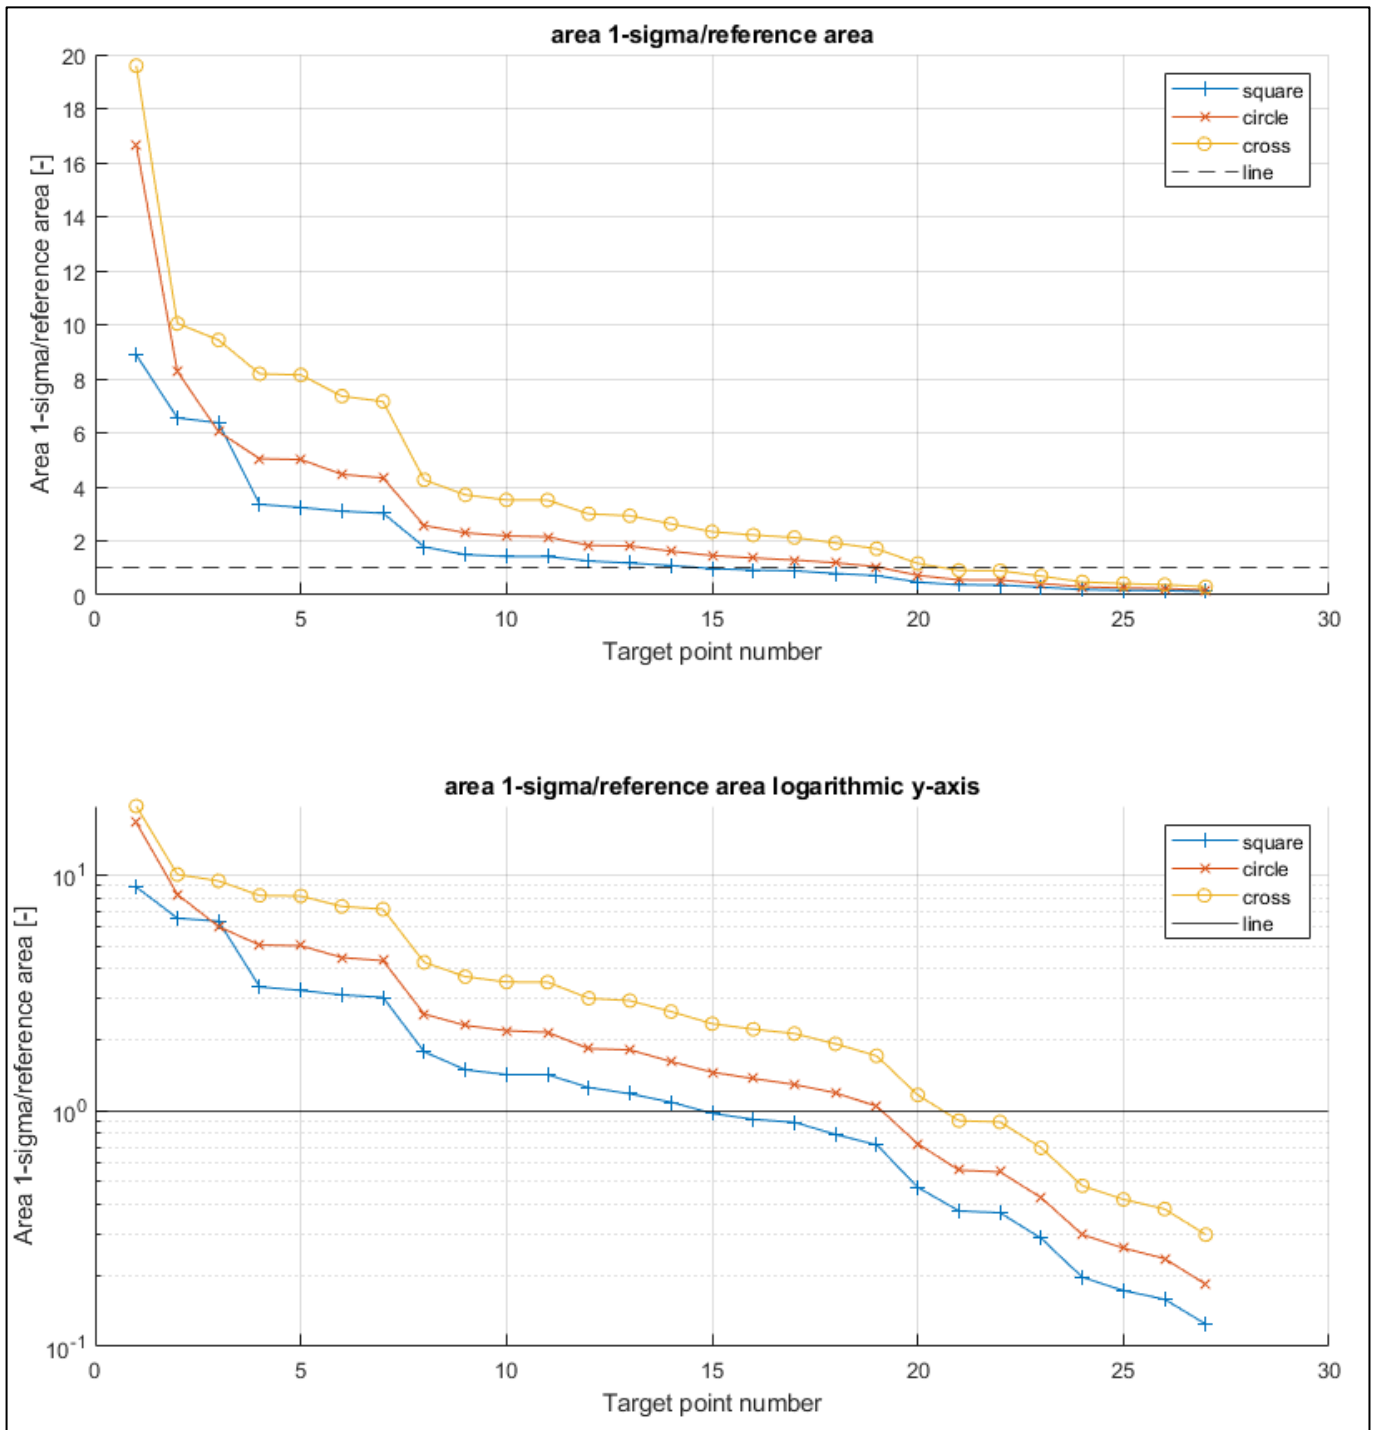 area 1-sigma/reference area
20
18
16
14
12
10
8
6
4
2
0
Area 1-sigma/reference area [-]
square
circle
cross
line
0 5 10 15 20 25 30
Target point number
area 1-sigma/reference area logarithmic y-axis
10^1
10^0
10^-1
Area 1-sigma/reference area [-]
square
circle
cross
line
0 5 10 15 20 25 30
Target point number